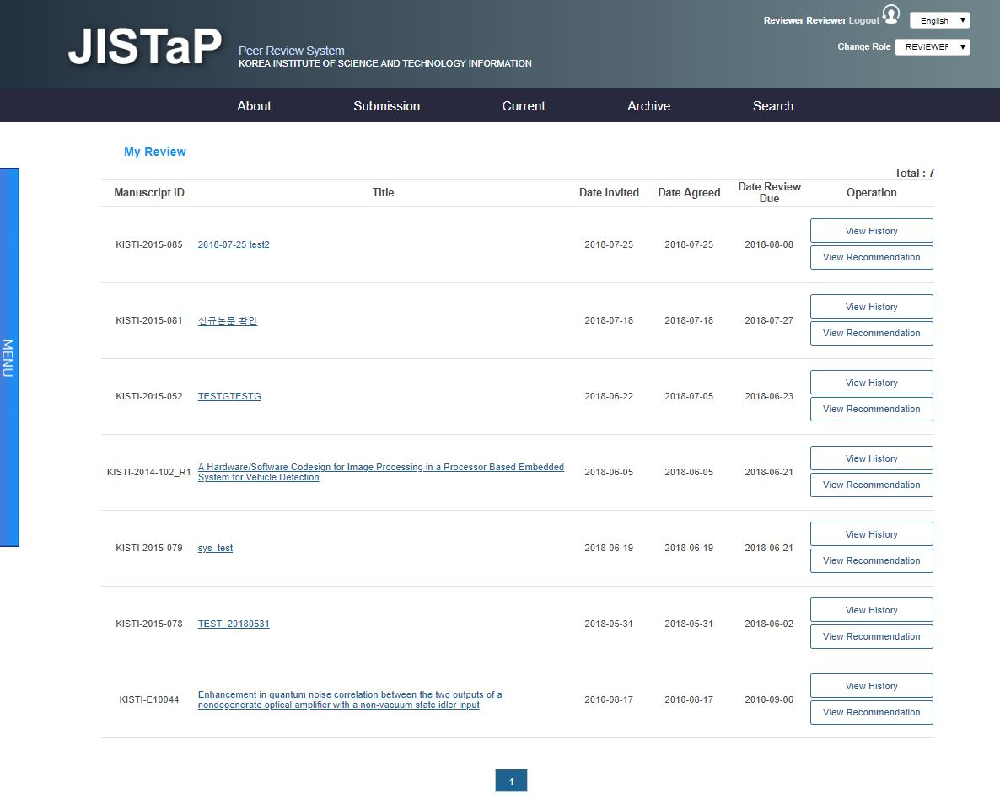 Reviewer Reviewer Logout
English
JISTaP
Peer Review System
KOREA INSTITUTE OF SCIENCE AND TECHNOLOGY INFORMATION
Change Role
REVIEWER
About Submission Current Archive Search
My Review
Total : 7
Manuscript ID Title Date Invited Date Agreed Date Review Due Operation
KISTI-2015-085 2018-07-25 test2 2018-07-25 2018-07-25 2018-08-08
View History
View Recommendation
KISTI-2015-081 신규논문 확인 2018-07-18 2018-07-18 2018-07-27
View History
View Recommendation
MENU
KISTI-2015-052 TESTGTESTG 2018-06-22 2018-07-05 2018-06-23
View History
View Recommendation
KISTI-2014-102_R1 A Hardware/Software Codesign for Image Processing in a Processor Based Embedded
System for Vehicle Detection 2018-06-05 2018-06-05 2018-06-21
View History
View Recommendation
KISTI-2015-079 sys_test 2018-06-19 2018-06-19 2018-06-21
View History
View Recommendation
KISTI-2015-078 TEST_20180531 2018-05-31 2018-05-31 2018-06-02
View History
View Recommendation
KISTI-E10044 Enhancement in quantum noise correlation between the two outputs of a
nondegenerate optical amplifier with a non-vacuum state idler input 2010-08-17 2010-08-17 2010-09-06
View History
View Recommendation
1